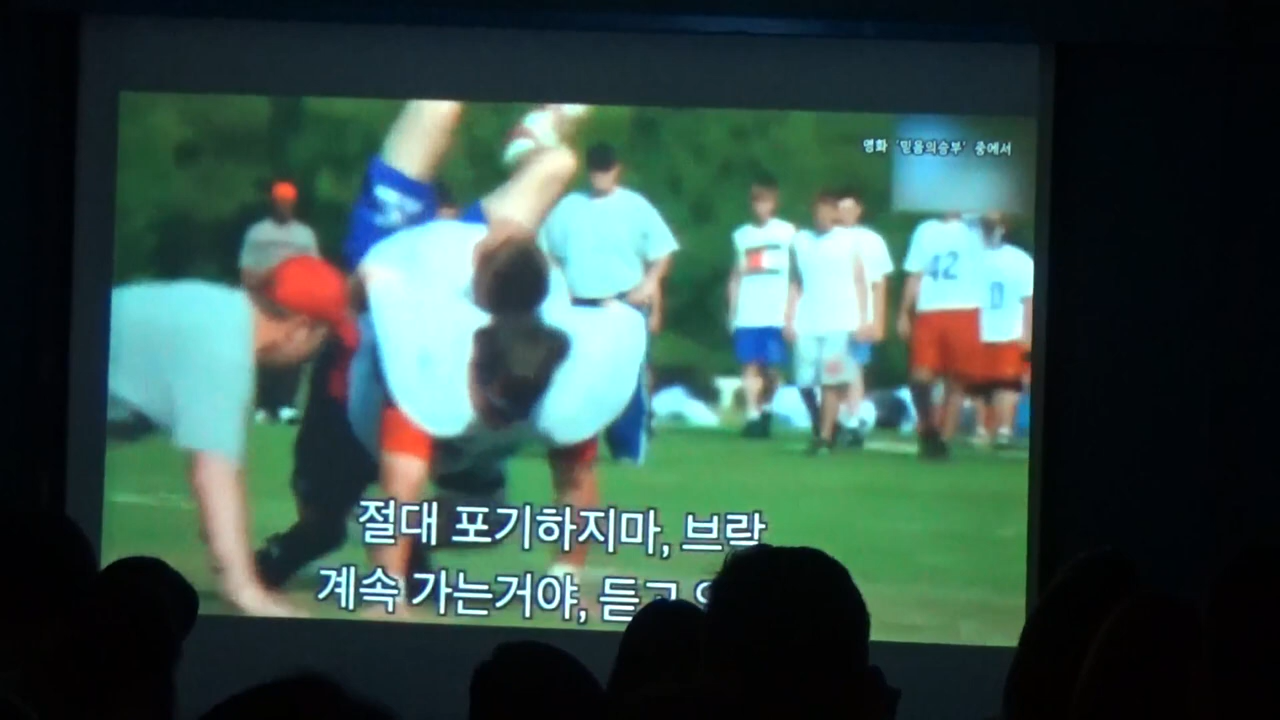 영화 '믿음의승부' 중에서
42
절대 포기하지마, 브락
계속 가는거야, 듣고